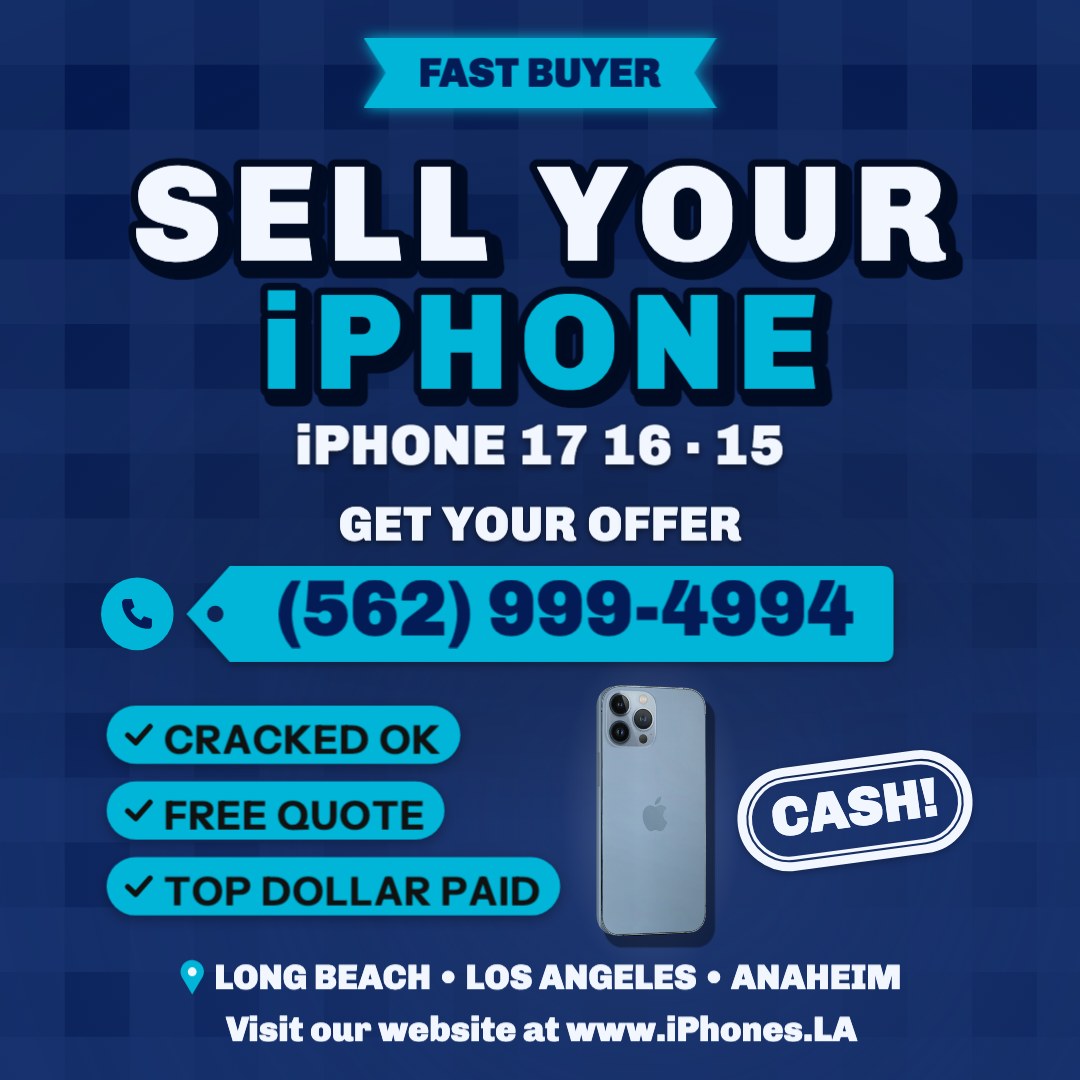 FAST BUYER
SELL YOUR
iPHONE
iPHONE 17 16 · 15
GET YOUR OFFER
(562) 999-4994
CRACKED OK
FREE QUOTE
TOP DOLLAR PAID
CASH!
LONG BEACH • LOS ANGELES • ANAHEIM
Visit our website at www.iPhones.LA